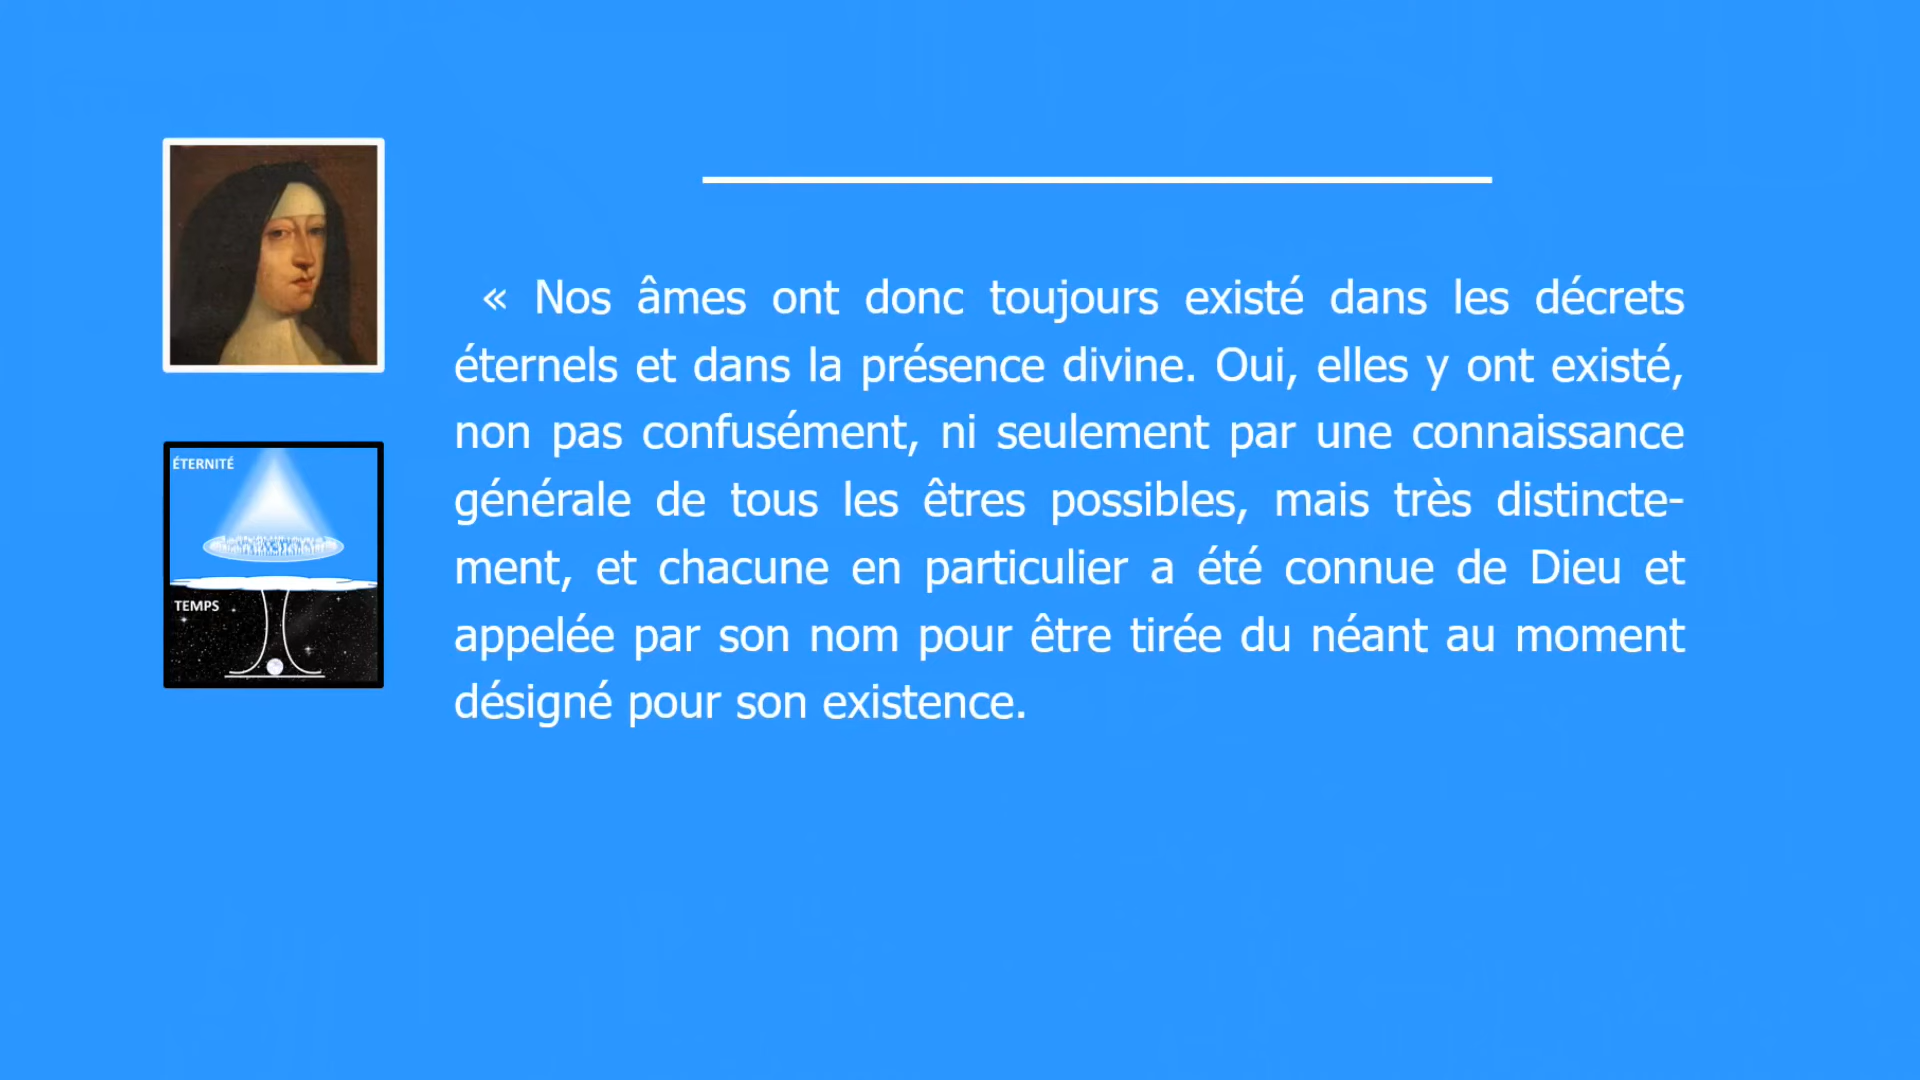 ÉTERNITÉ
TEMPS
« Nos âmes ont donc toujours existé dans les décrets
éternels et dans la présence divine. Oui, elles y ont existé,
non pas confusément, ni seulement par une connaissance
générale de tous les êtres possibles, mais très distincte-
ment, et chacune en particulier a été connue de Dieu et
appelée par son nom pour être tirée du néant au moment
désigné pour son existence.